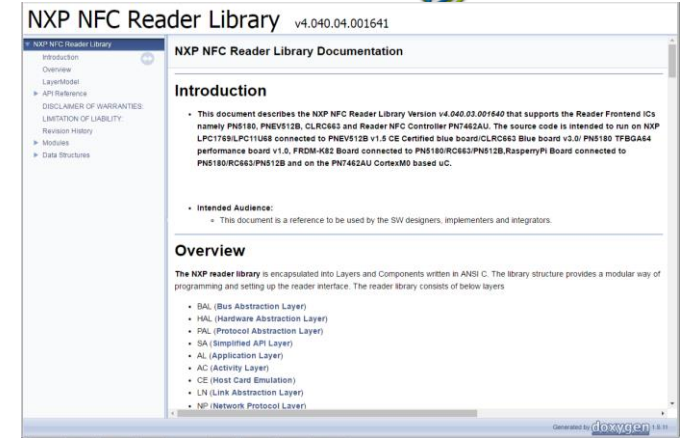 NXP NFC Reader Library v4.040.04.001641
NXP NFC Reader Library
Introduction
Overview
LayerModel
API Reference
DISCLAIMER OF WARRANTIES:
LIMITATION OF LIABILITY:
Revision History
Modules
Data Structures
NXP NFC Reader Library Documentation
Introduction
• This document describes the NXP NFC Reader Library Version v4.040.03.001640 that supports the Reader Frontend ICs
namely PN5180, PNEV512B, CLRC663 and Reader NFC Controller PN7462AU. The source code is intended to run on NXP
LPC1769/LPC11U68 connected to PNEV512B v1.5 CE Certified blue board/CLRC663 Blue board v3.0/ PN5180 TFBGA64
performance board v1.0, FRDM-K82 Board connected to PN5180/RC663/PN512B,RasperryPi Board connected to
PN5180/RC663/PN512B and on the PN7462AU CortexM0 based uC.
• Intended Audience:
This document is a reference to be used by the SW designers, implementers and integrators.
Overview
The NXP reader library is encapsulated into Layers and Components written in ANSI C. The library structure provides a modular way of
programming and setting up the reader interface. The reader library consists of below layers
• BAL (Bus Abstraction Layer)
• HAL (Hardware Abstraction Layer)
• PAL (Protocol Abstraction Layer)
• SA (Simplified API Layer)
• AL (Application Layer)
• AC (Activity Layer)
• CE (Host Card Emulation)
• LN (Link Abstraction Layer)
• NP (Network Protocol Layer)
Generated by doxygen 1.8.11